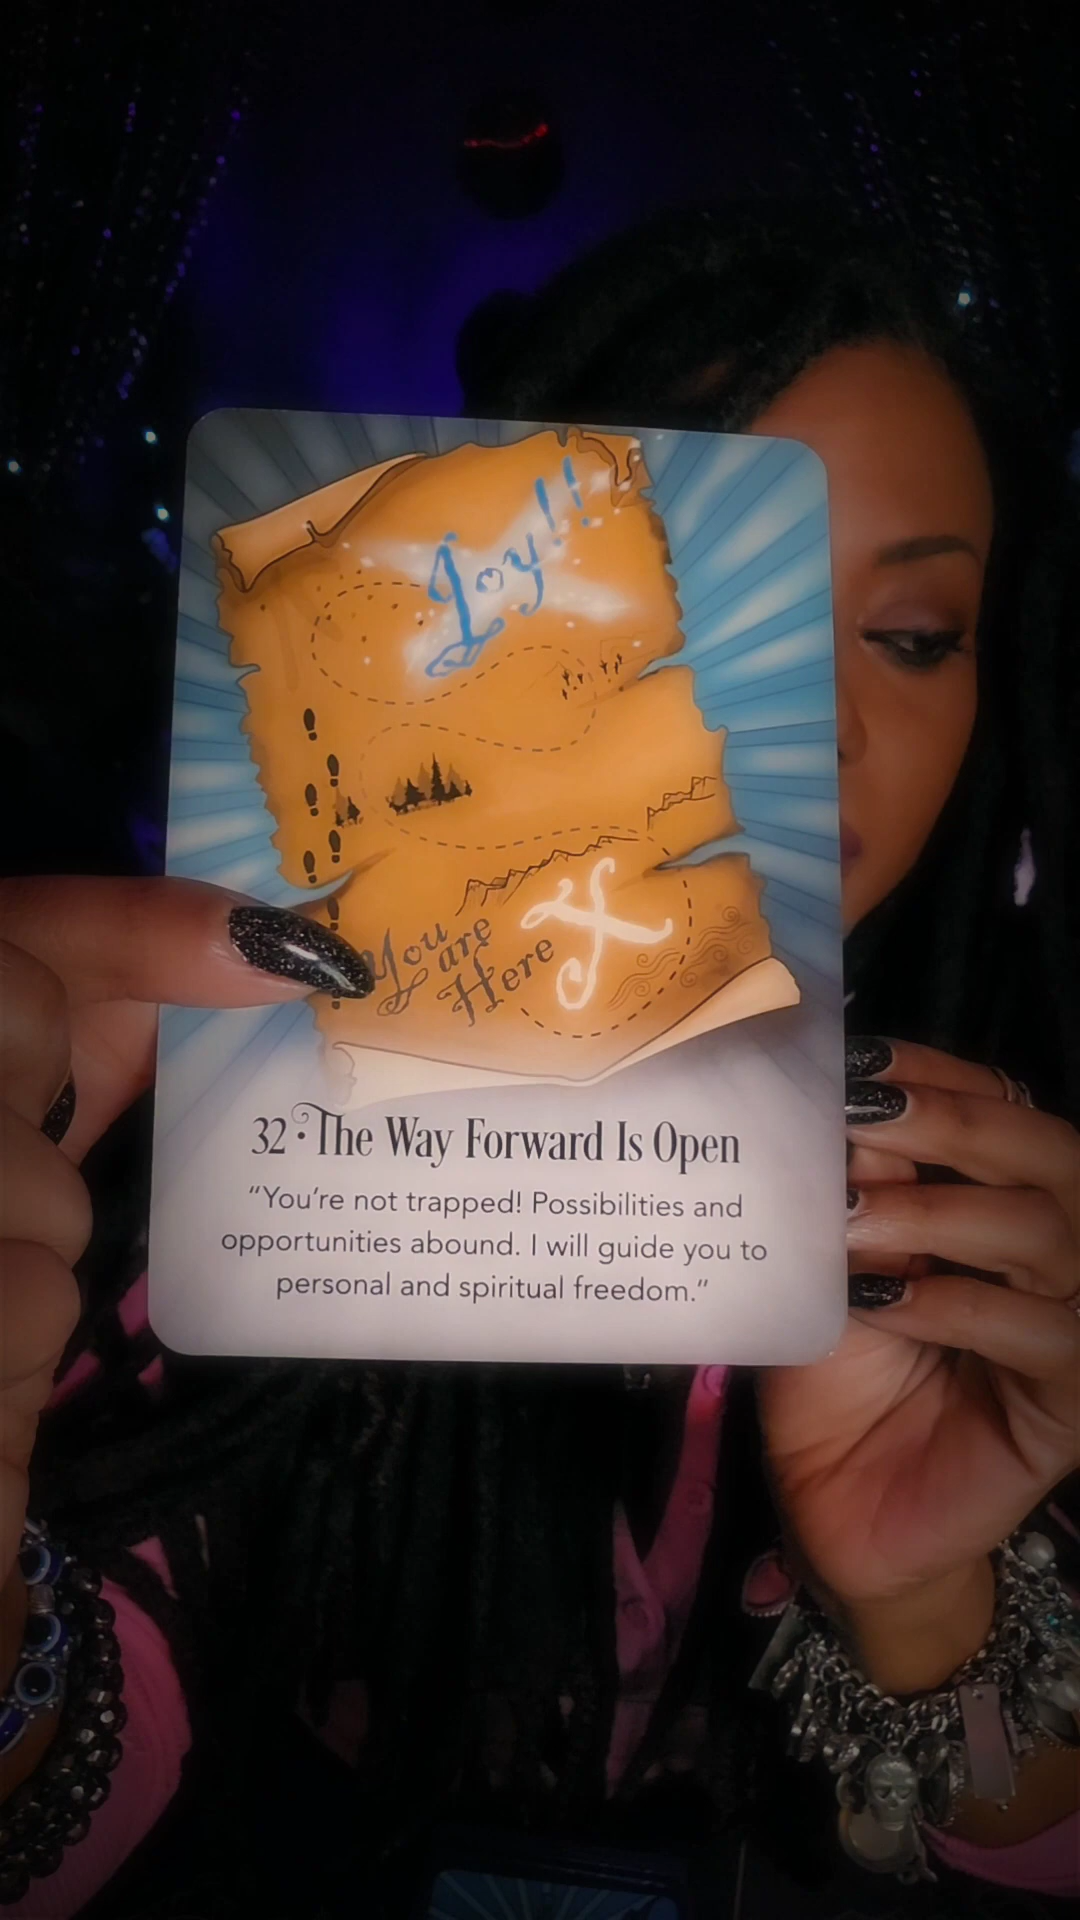 Joy!!
You
are
Here
X
32 • The Way Forward Is Open
"You're not trapped! Possibilities and
opportunities abound. I will guide you to
personal and spiritual freedom."